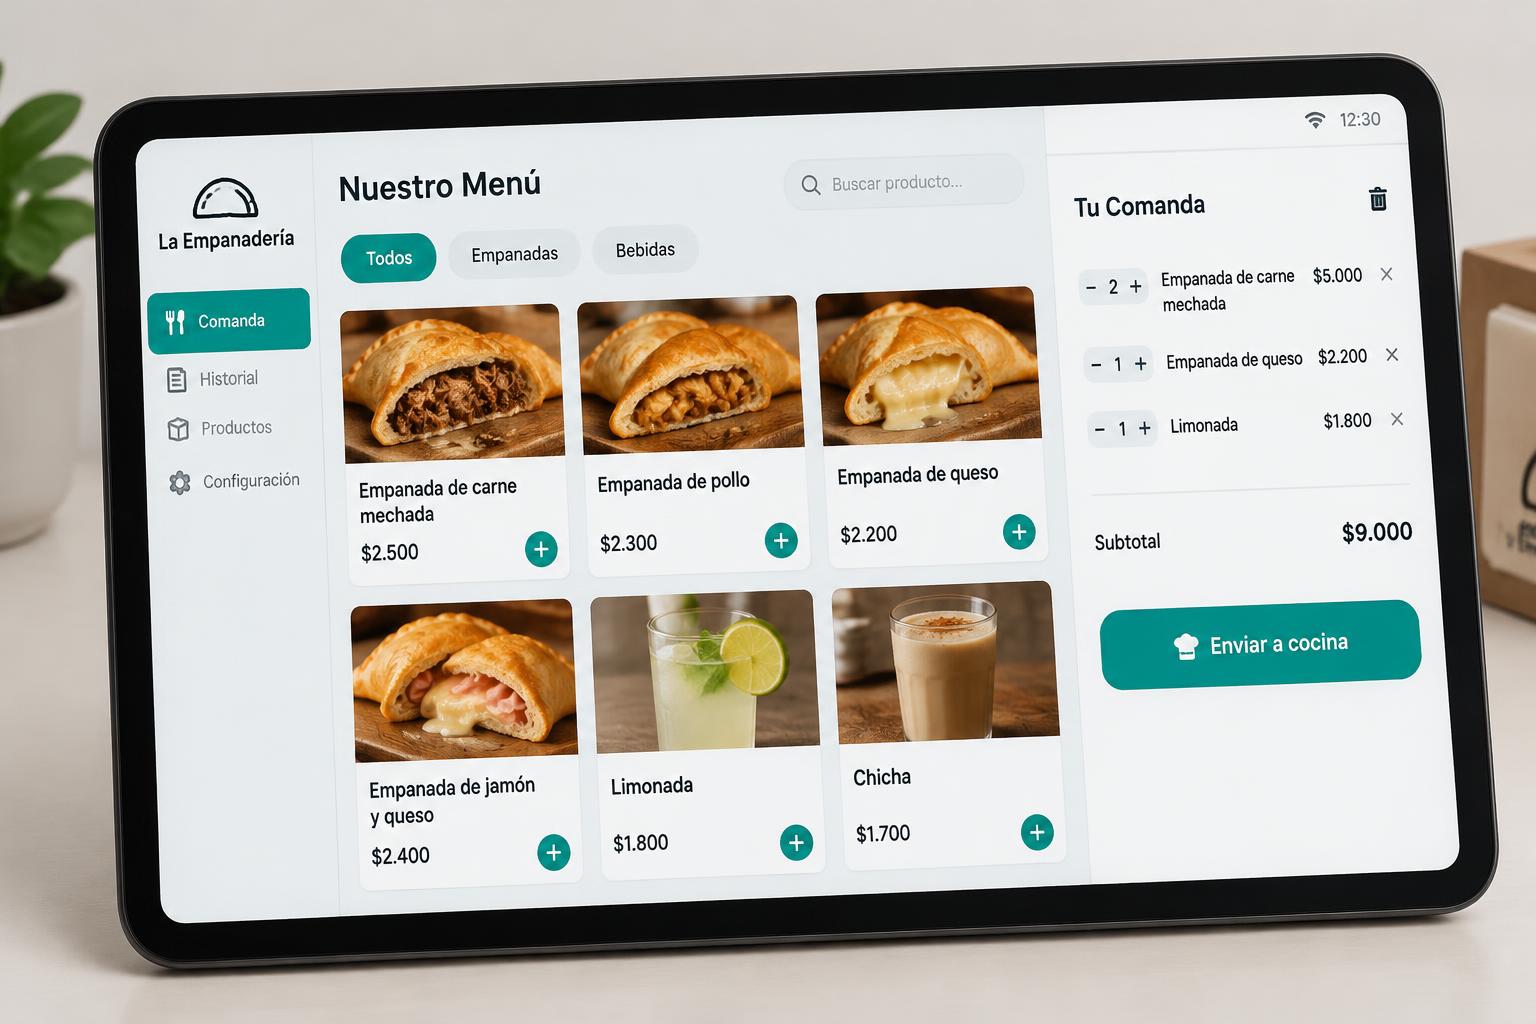 La Empanadería
Comanda
Historial
Productos
Configuración
Nuestro Menú
Buscar producto...
Todos
Empanadas
Bebidas
Empanada de carne
mechada
$2.500
Empanada de pollo
$2.300
Empanada de queso
$2.200
Empanada de jamón
y queso
$2.400
Limonada
$1.800
Chicha
$1.700
12:30
Tu Comanda
− 2 +
Empanada de carne
mechada
$5.000
− 1 +
Empanada de queso
$2.200
− 1 +
Limonada
$1.800
Subtotal
$9.000
Enviar a cocina